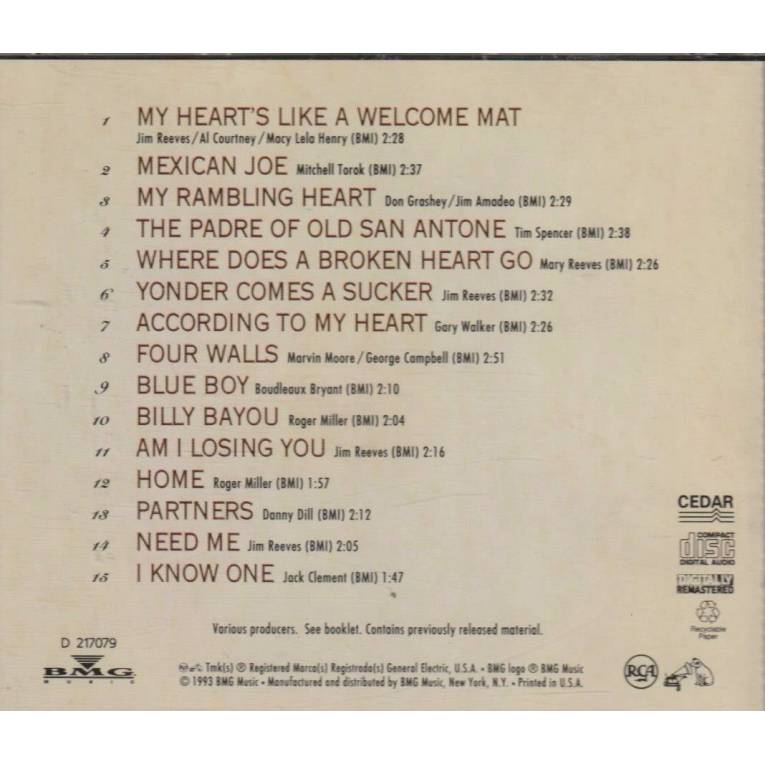 1 MY HEART'S LIKE A WELCOME MAT
Jim Reeves/Al Courtney/Macy Lela Henry (BMI) 2:28
2 MEXICAN JOE Mitchell Torok (BMI) 2:37
3 MY RAMBLING HEART Don Grashey/Jim Amadeo (BMI) 2:29
4 THE PADRE OF OLD SAN ANTONE Tim Spencer (BMI) 2:38
5 WHERE DOES A BROKEN HEART GO Mary Reeves (BMI) 2:26
6 YONDER COMES A SUCKER Jim Reeves (BMI) 2:32
7 ACCORDING TO MY HEART Gary Walker (BMI) 2:26
8 FOUR WALLS Marvin Moore/George Campbell (BMI) 2:51
9 BLUE BOY Boudleaux Bryant (BMI) 2:10
10 BILLY BAYOU Roger Miller (BMI) 2:04
11 AM I LOSING YOU Jim Reeves (BMI) 2:16
12 HOME Roger Miller (BMI) 1:57
13 PARTNERS Danny Dill (BMI) 2:12
14 NEED ME Jim Reeves (BMI) 2:05
15 I KNOW ONE Jack Clement (BMI) 1:47
CEDAR
COMPACT
disc
DIGITAL AUDIO
DIGITALLY
REMASTERED
Recyclable
Paper
Various producers. See booklet. Contains previously released material.
D 217079
BMG
MUSIC
Tmk(s) ® Registered Marca(s) Registrada(s) General Electric, U.S.A. • BMG logo ® BMG Music
© 1993 BMG Music • Manufactured and distributed by BMG Music, New York, N.Y. • Printed in U.S.A.
RCA